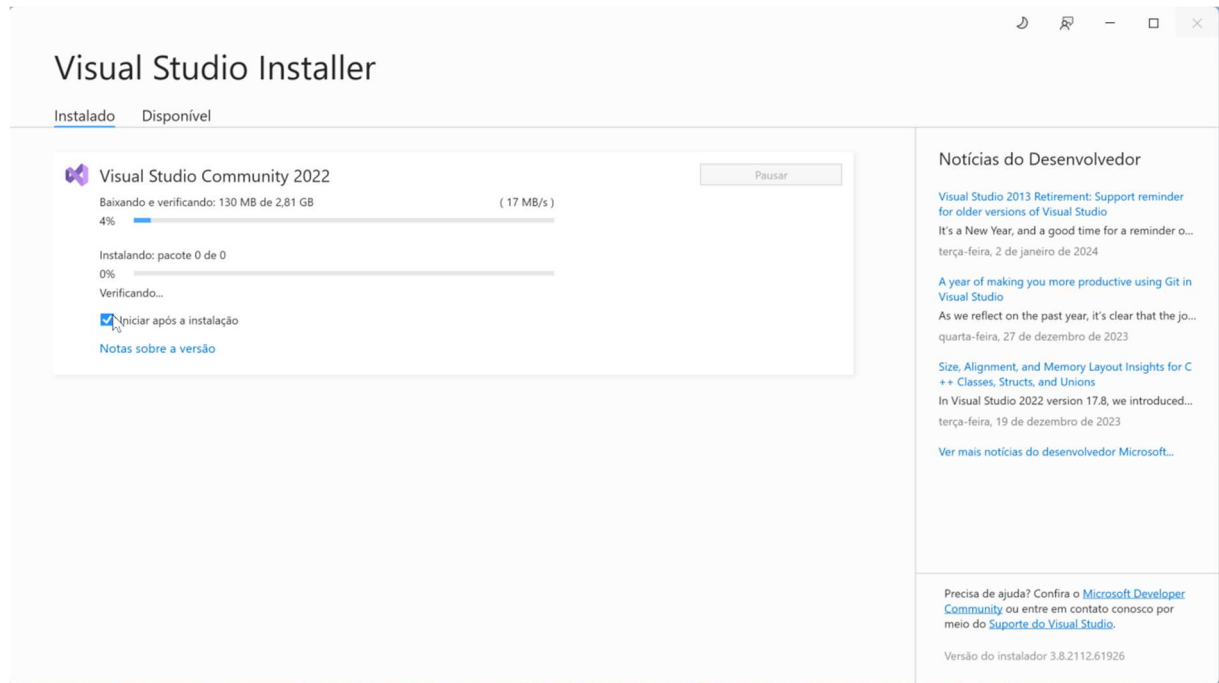 Visual Studio Installer
Instalado Disponível
Visual Studio Community 2022
Pausar
Baixando e verificando: 130 MB de 2,81 GB ( 17 MB/s )
4%
Instalando: pacote 0 de 0
0%
Verificando...
Iniciar após a instalação
Notas sobre a versão
Notícias do Desenvolvedor
Visual Studio 2013 Retirement: Support reminder
for older versions of Visual Studio
It's a New Year, and a good time for a reminder o...
terça-feira, 2 de janeiro de 2024
A year of making you more productive using Git in
Visual Studio
As we reflect on the past year, it's clear that the jo...
quarta-feira, 27 de dezembro de 2023
Size, Alignment, and Memory Layout Insights for C
++ Classes, Structs, and Unions
In Visual Studio 2022 version 17.8, we introduced...
terça-feira, 19 de dezembro de 2023
Ver mais notícias do desenvolvedor Microsoft...
Precisa de ajuda? Confira o Microsoft Developer
Community ou entre em contato conosco por
meio do Suporte do Visual Studio.
Versão do instalador 3.8.2112.61926